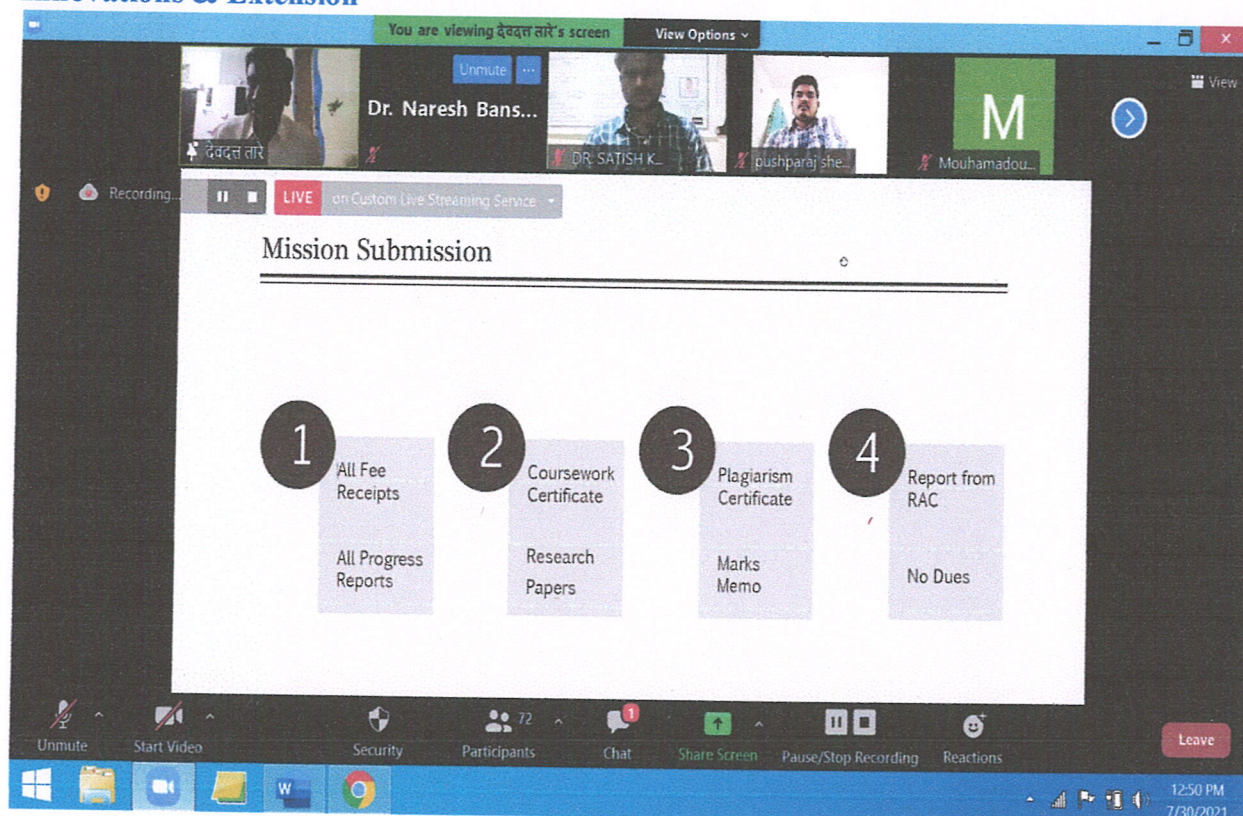 Innovations & Extension
You are viewing देवदत्त तारे's screen
View Options
Unmute
...
Dr. Naresh Bans...
देवदत्त तारे
DR. SATISH K...
pushparaj she...
M
Mouhamadou...
View
Recording...
LIVE
on Custom Live Streaming Service
Mission Submission
1
All Fee
Receipts
All Progress
Reports
2
Coursework
Certificate
Research
Papers
3
Plagiarism
Certificate
Marks
Memo
4
Report from
RAC
No Dues
Unmute
Start Video
Security
72
Participants
1
Chat
Share Screen
Pause/Stop Recording
Reactions
Leave
W
12:50 PM
7/30/2021